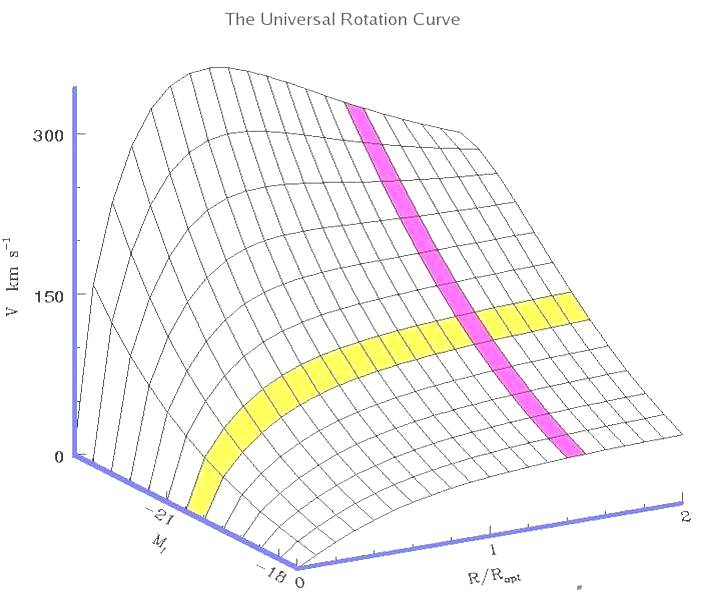 The Universal Rotation Curve
300
150
0
V km s⁻¹
−21
M_I
−18
0
1
2
R/R_opt